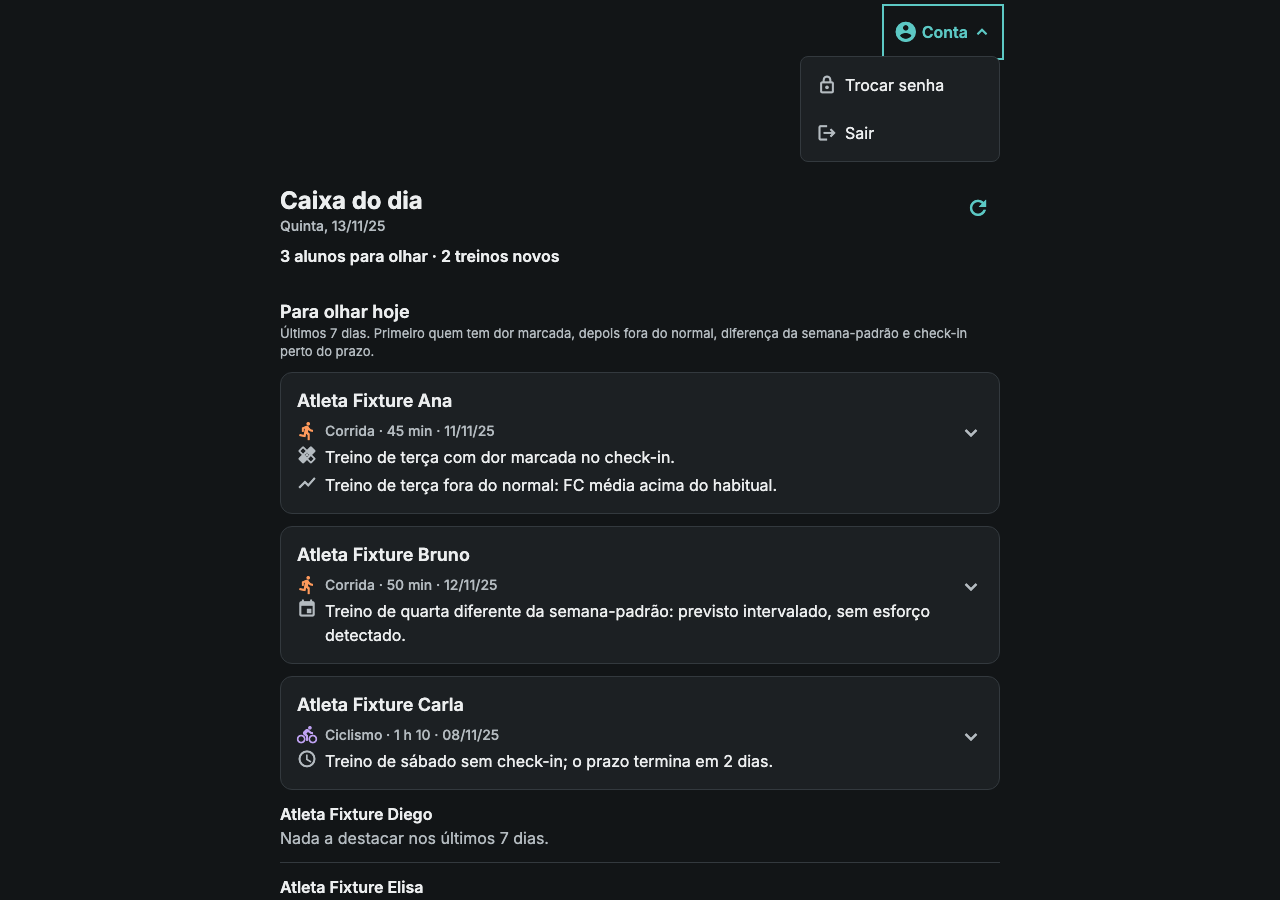 Conta
Trocar senha
Sair
Caixa do dia
Quinta, 13/11/25
3 alunos para olhar · 2 treinos novos
Para olhar hoje
Últimos 7 dias. Primeiro quem tem dor marcada, depois fora do normal, diferença da semana-padrão e check-in
perto do prazo.
Atleta Fixture Ana
Corrida · 45 min · 11/11/25
Treino de terça com dor marcada no check-in.
Treino de terça fora do normal: FC média acima do habitual.
Atleta Fixture Bruno
Corrida · 50 min · 12/11/25
Treino de quarta diferente da semana-padrão: previsto intervalado, sem esforço
detectado.
Atleta Fixture Carla
Ciclismo · 1 h 10 · 08/11/25
Treino de sábado sem check-in; o prazo termina em 2 dias.
Atleta Fixture Diego
Nada a destacar nos últimos 7 dias.
Atleta Fixture Elisa